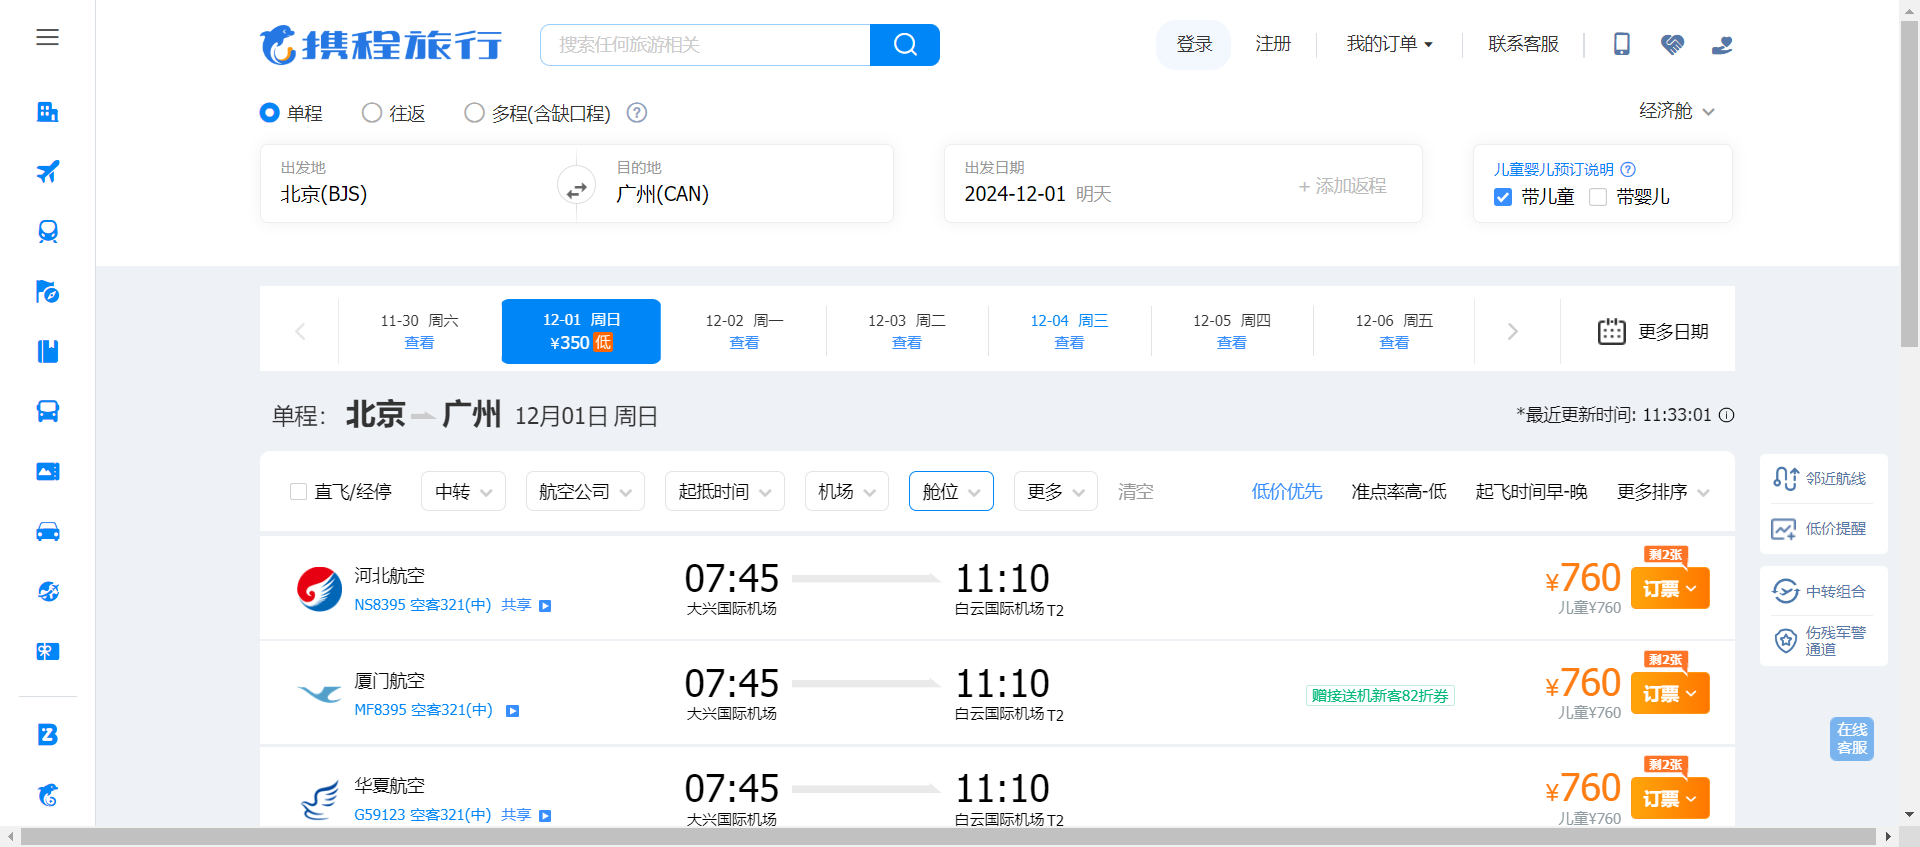 携程旅行
搜索任何旅游相关
登录
注册
我的订单
联系客服
单程
往返
多程(含缺口程)
经济舱
出发地
北京(BJS)
目的地
广州(CAN)
出发日期
2024-12-01 明天
+ 添加返程
儿童婴儿预订说明
带儿童
带婴儿
11-30 周六
查看
12-01 周日
¥350 低
12-02 周一
查看
12-03 周二
查看
12-04 周三
查看
12-05 周四
查看
12-06 周五
查看
更多日期
单程: 北京 广州 12月01日 周日
*最近更新时间: 11:33:01
直飞/经停
中转
航空公司
起抵时间
机场
舱位
更多
清空
低价优先
准点率高-低
起飞时间早-晚
更多排序
河北航空
NS8395 空客321(中) 共享
07:45
大兴国际机场
11:10
白云国际机场 T2
¥760
儿童¥760
剩2张
订票
厦门航空
MF8395 空客321(中)
07:45
大兴国际机场
11:10
白云国际机场 T2
赠接送机新客82折券
¥760
儿童¥760
剩2张
订票
华夏航空
G59123 空客321(中) 共享
07:45
大兴国际机场
11:10
白云国际机场 T2
¥760
儿童¥760
剩2张
订票
邻近航线
低价提醒
中转组合
伤残军警
通道
在线
客服